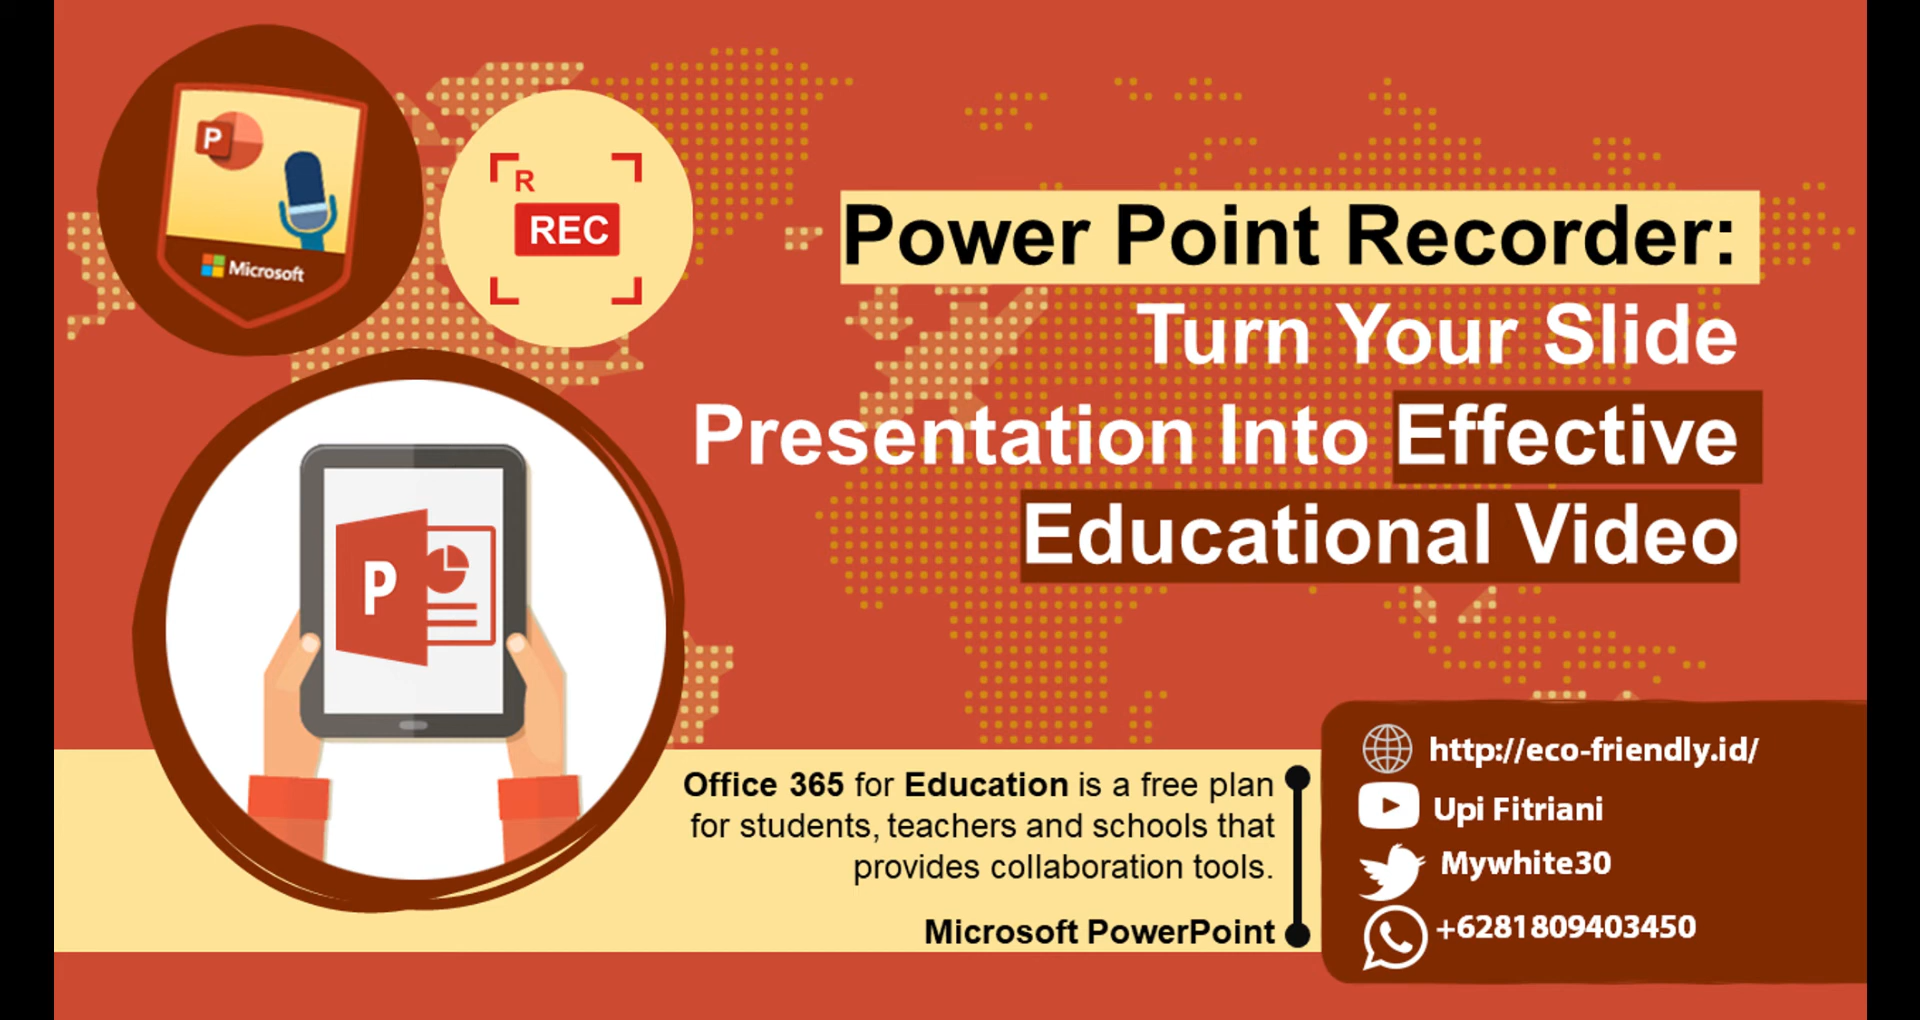 P
Microsoft
R
REC
Power Point Recorder:
Turn Your Slide
Presentation Into Effective
Educational Video
P
Office 365 for Education is a free plan
for students, teachers and schools that
provides collaboration tools.
Microsoft PowerPoint
http://eco-friendly.id/
Upi Fitriani
Mywhite30
+6281809403450